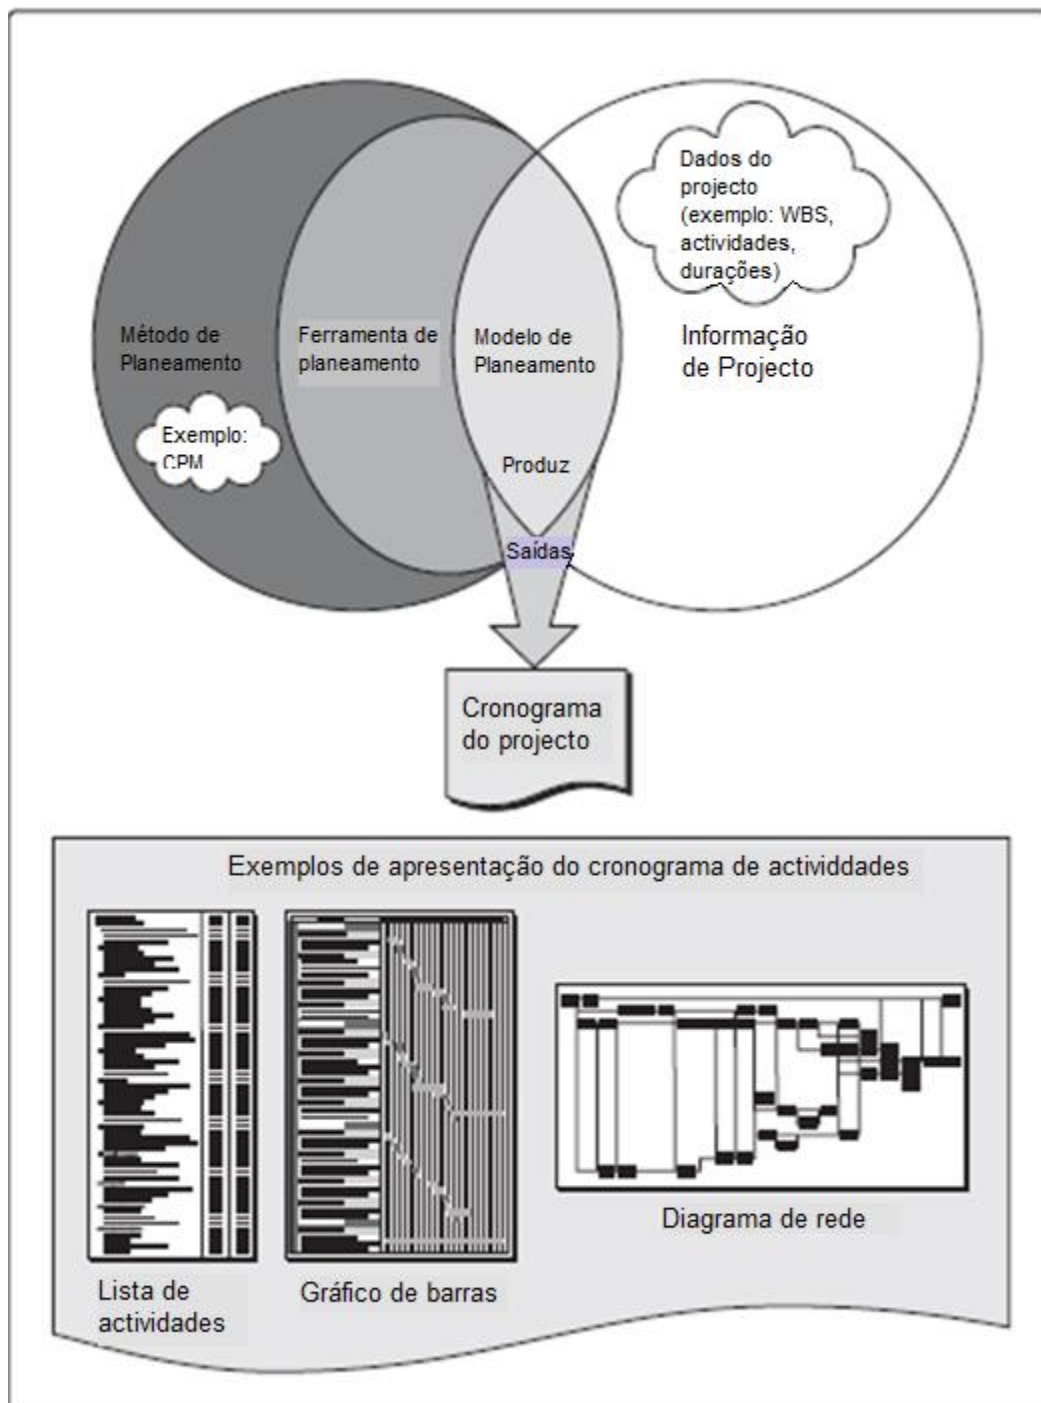 Dados do
projecto
(exemplo: WBS,
actividades,
durações)
Método de
Planeamento
Ferramenta de
planeamento
Modelo de
Planeamento
Informação
de Projecto
Exemplo:
CPM
Produz
Saídas
Cronograma
do projecto
Exemplos de apresentação do cronograma de actividdades
Diagrama de rede
Lista de
actividades
Gráfico de barras